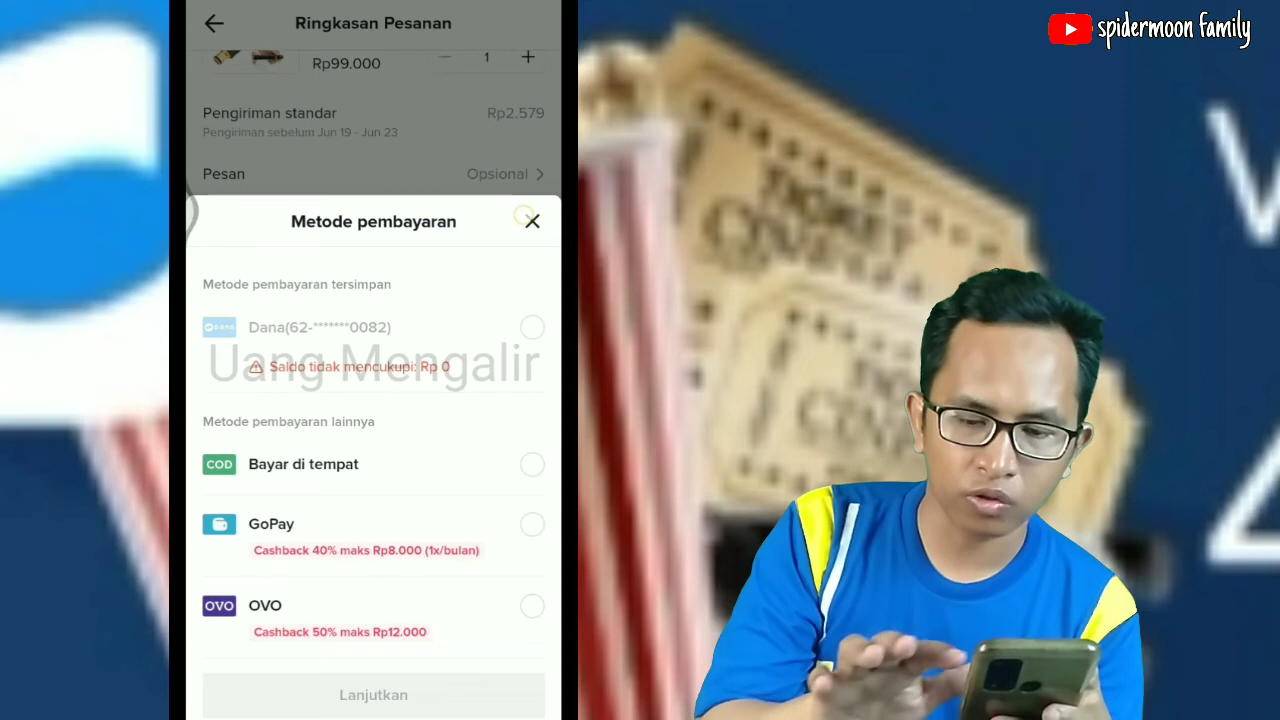 spidermoon family
Ringkasan Pesanan
Rp99.000
1
Pengiriman standar
Rp2.579
Pengiriman sebelum Jun 19 - Jun 23
Pesan
Opsional
Metode pembayaran
Metode pembayaran tersimpan
Dana(62-*******0082)
Saldo tidak mencukupi: Rp 0
Uang Mengalir
Metode pembayaran lainnya
COD
Bayar di tempat
GoPay
Cashback 40% maks Rp8.000 (1x/bulan)
OVO
OVO
Cashback 50% maks Rp12.000
Lanjutkan
TICKET